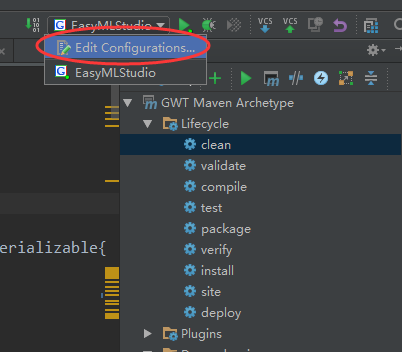 EasyMLStudio
VCS VCS
Edit Configurations...
G EasyMLStudio
GWT Maven Archetype
Lifecycle
clean
validate
compile
erializable{
test
package
verify
install
site
deploy
Plugins